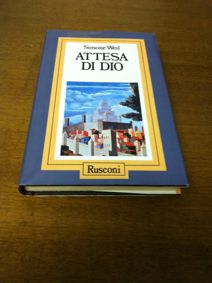 Simone Weil
ATTESA
DI DIO
Rusconi